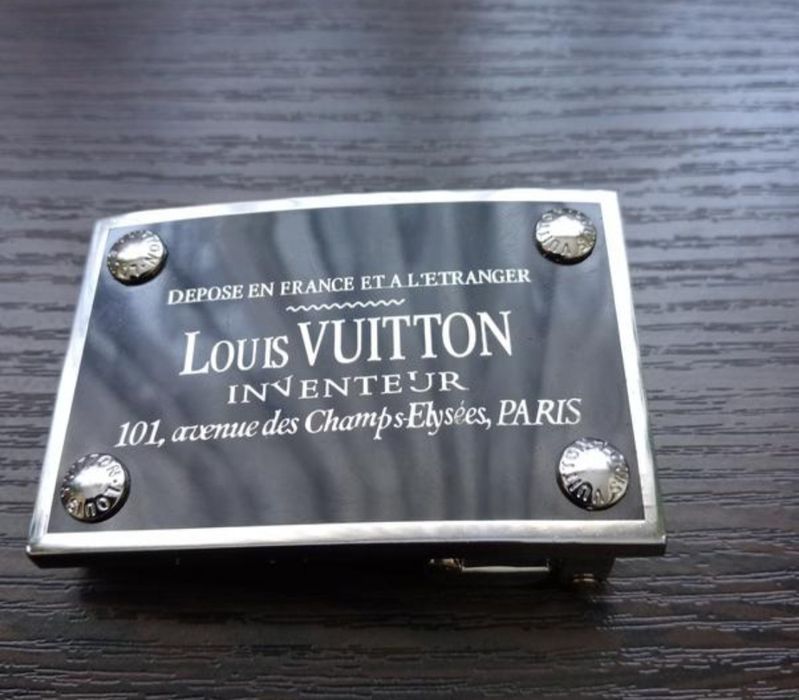 DEPOSE EN FRANCE ET A L'ETRANGER
LOUIS VUITTON
INVENTEUR
101, avenue des Champs-Elysées, PARIS